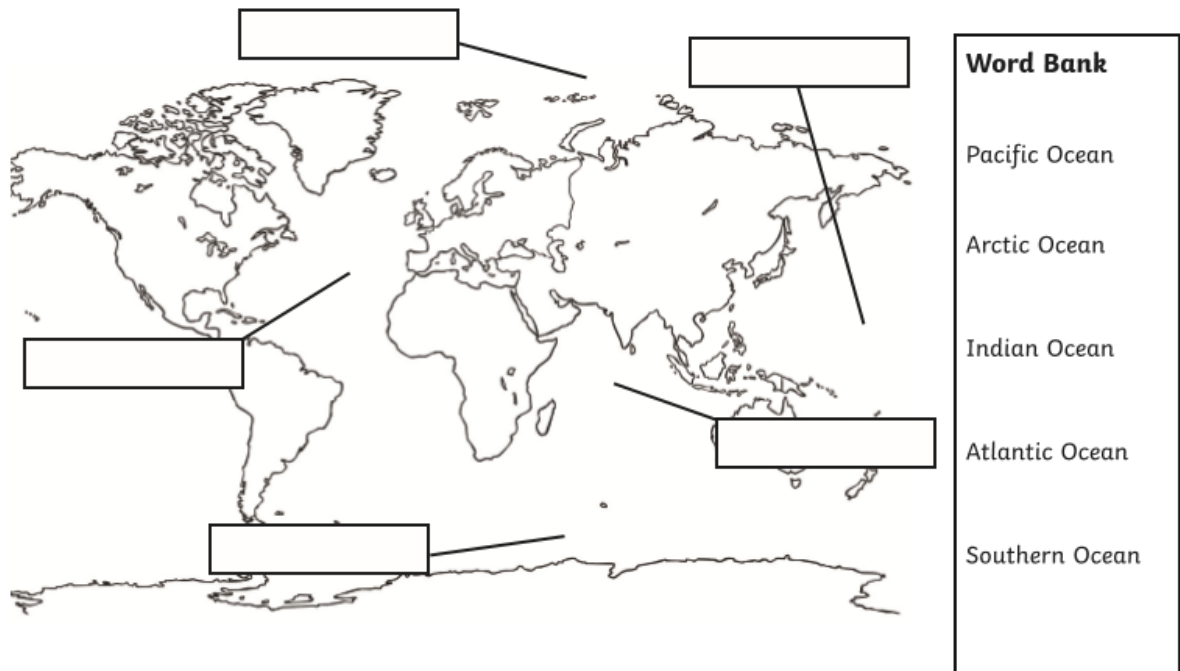 Word Bank
Pacific Ocean
Arctic Ocean
Indian Ocean
Atlantic Ocean
Southern Ocean